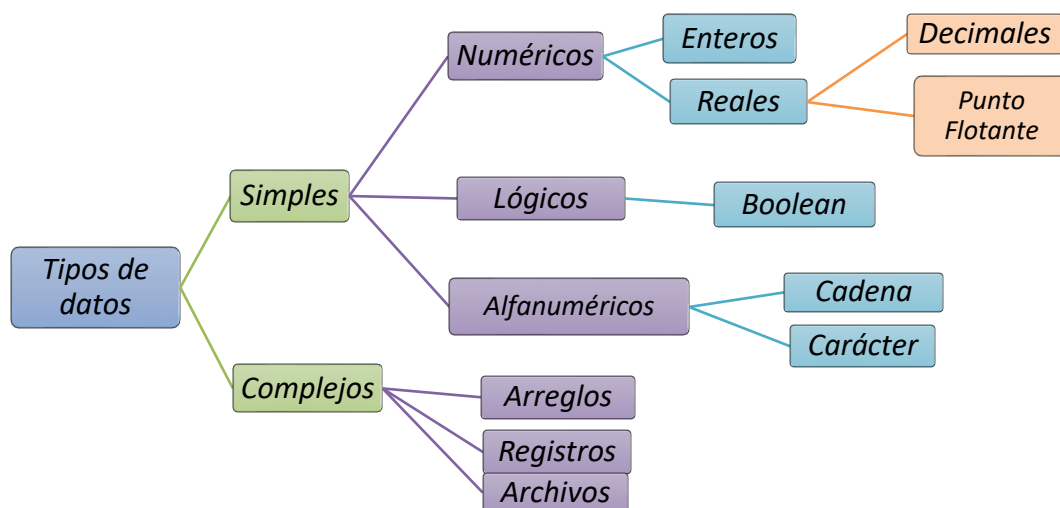 Tipos de
datos
Simples
Numéricos
Enteros
Reales
Decimales
Punto
Flotante
Lógicos
Boolean
Alfanuméricos
Cadena
Carácter
Complejos
Arreglos
Registros
Archivos